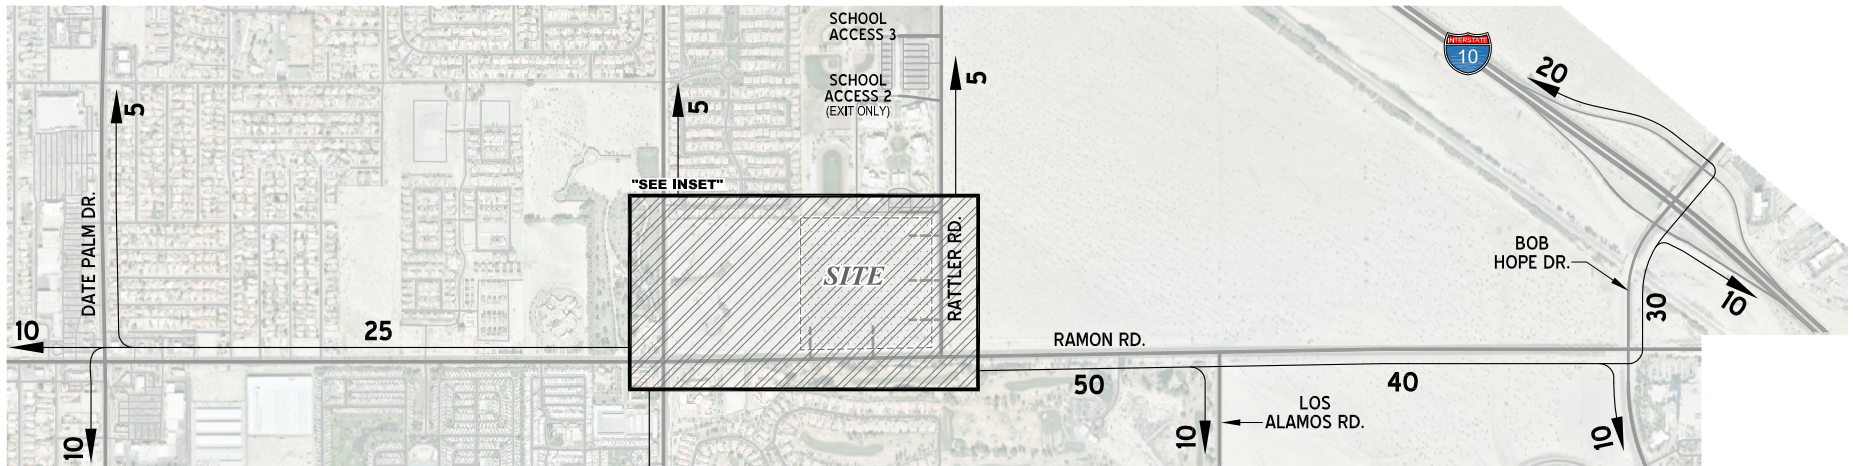 SCHOOL
ACCESS 3
INTERSTATE
10
20
SCHOOL
ACCESS 2
(EXIT ONLY)
5
5
5
"SEE INSET"
DATE PALM DR.
SITE
RATTLER RD.
BOB
HOPE DR.
30
10
10
25
RAMON RD.
50
40
LOS
ALAMOS RD.
10
10
10